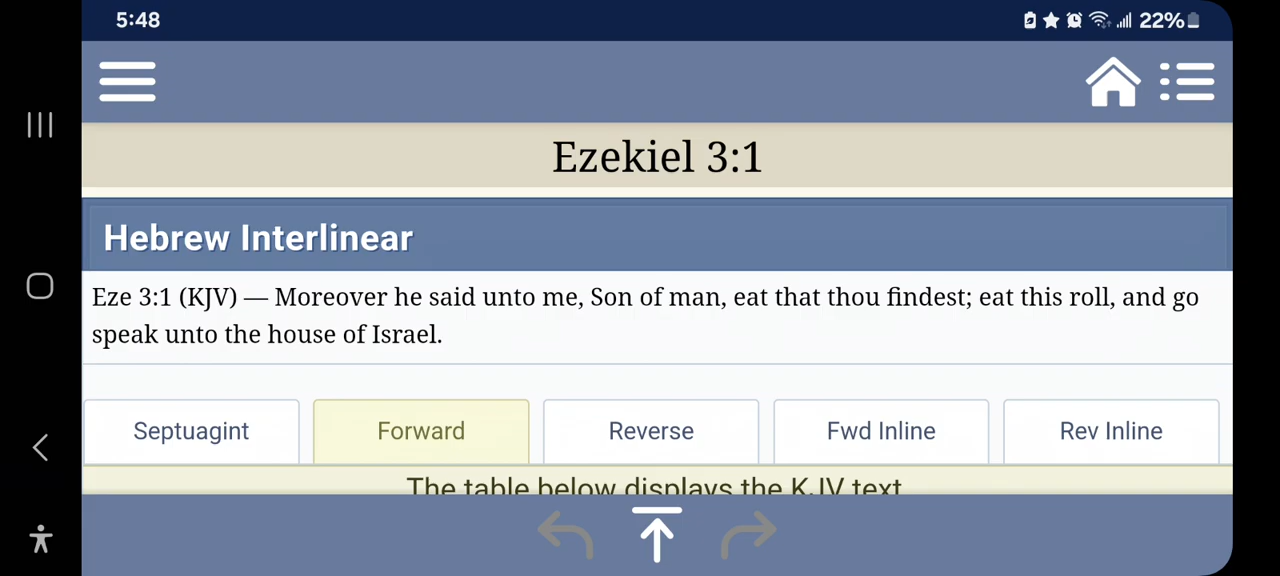 5:48
22%
Ezekiel 3:1
Hebrew Interlinear
Eze 3:1 (KJV) — Moreover he said unto me, Son of man, eat that thou findest; eat this roll, and go
speak unto the house of Israel.
Septuagint
Forward
Reverse
Fwd Inline
Rev Inline
The table below displays the KJV text